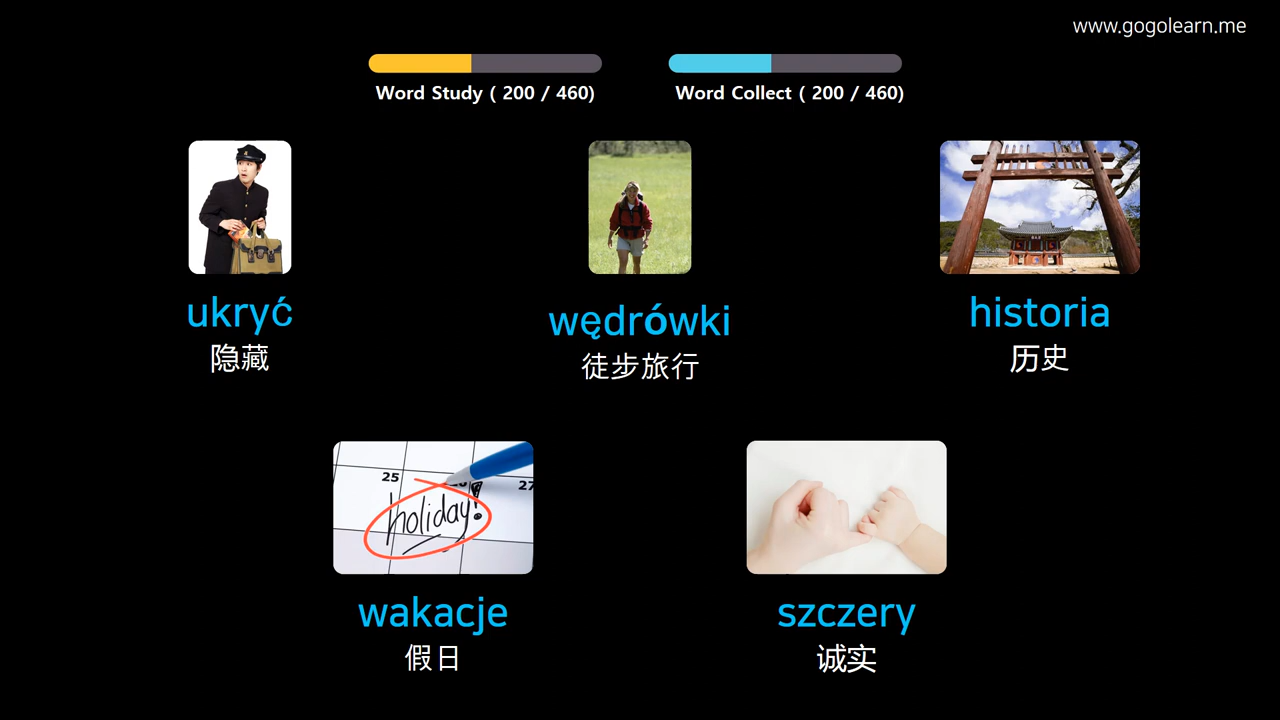 www.gogolearn.me
Word Study ( 200 / 460)
Word Collect ( 200 / 460)
ukryć
隐藏
wędrówki
徒步旅行
historia
历史
25
27
holiday!
wakacje
假日
szczery
诚实